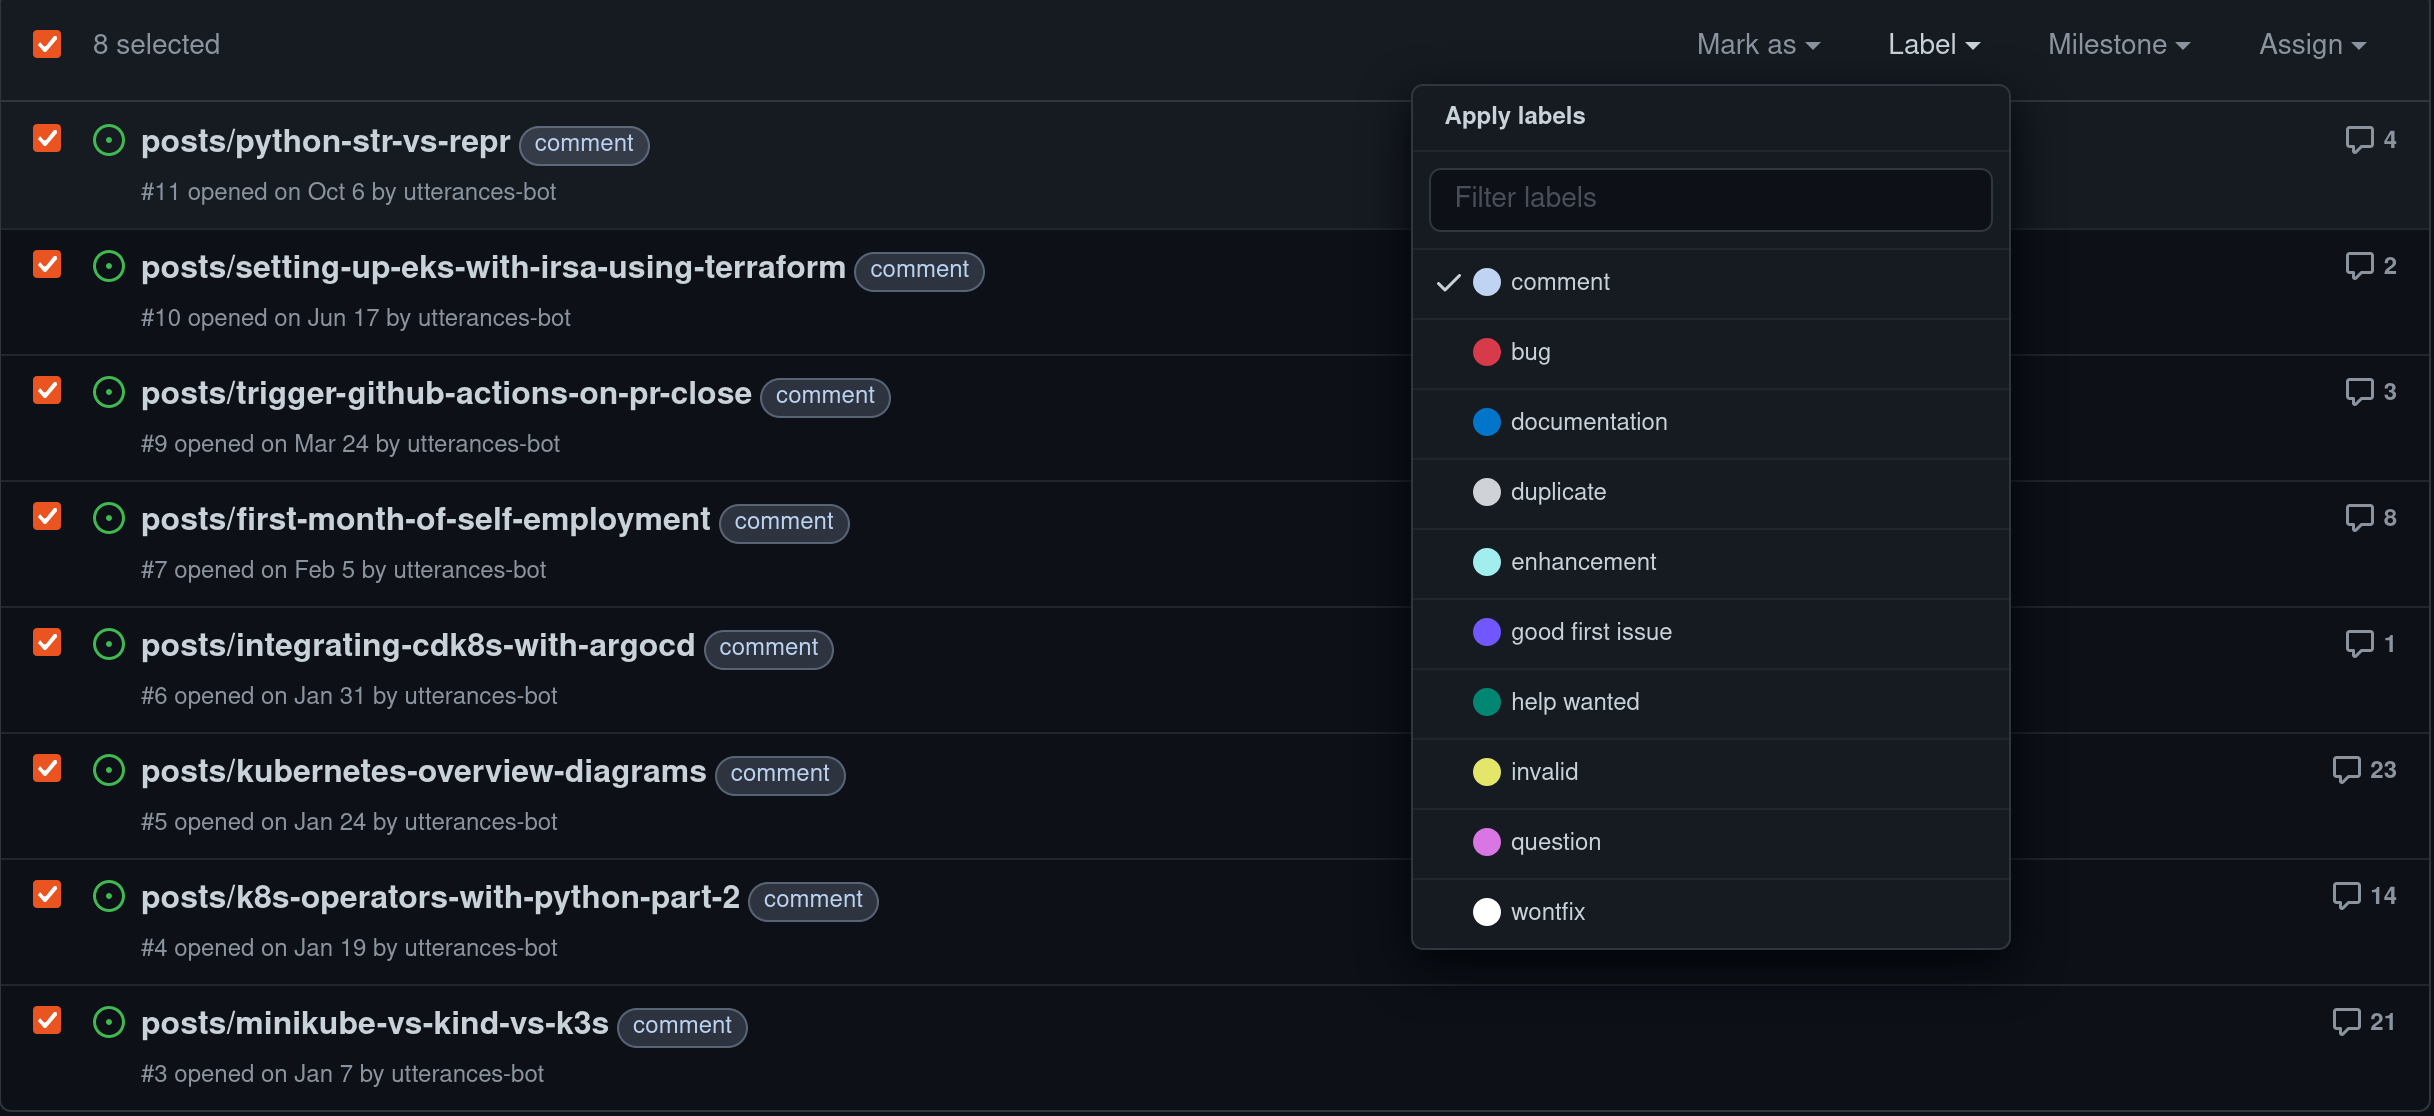 8 selected
Mark as
Label
Milestone
Assign
posts/python-str-vs-repr comment
4
#11 opened on Oct 6 by utterances-bot
posts/setting-up-eks-with-irsa-using-terraform comment
2
#10 opened on Jun 17 by utterances-bot
posts/trigger-github-actions-on-pr-close comment
3
#9 opened on Mar 24 by utterances-bot
posts/first-month-of-self-employment comment
8
#7 opened on Feb 5 by utterances-bot
posts/integrating-cdk8s-with-argocd comment
1
#6 opened on Jan 31 by utterances-bot
posts/kubernetes-overview-diagrams comment
23
#5 opened on Jan 24 by utterances-bot
posts/k8s-operators-with-python-part-2 comment
14
#4 opened on Jan 19 by utterances-bot
posts/minikube-vs-kind-vs-k3s comment
21
#3 opened on Jan 7 by utterances-bot
Apply labels
Filter labels
comment
bug
documentation
duplicate
enhancement
good first issue
help wanted
invalid
question
wontfix